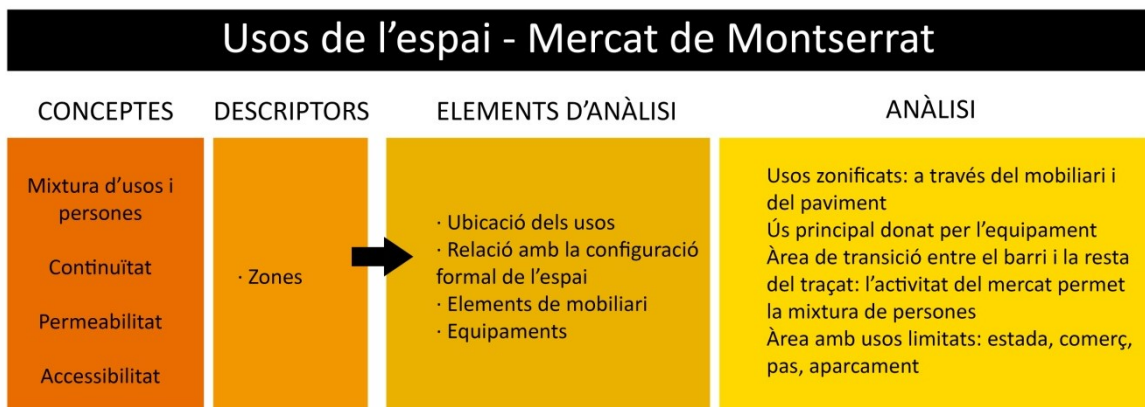 Usos de l’espai - Mercat de Montserrat
CONCEPTES
DESCRIPTORS
ELEMENTS D’ANÀLISI
ANÀLISI
Mixtura d’usos i
persones
Continuïtat
Permeabilitat
Accessibilitat
· Zones
· Ubicació dels usos
· Relació amb la configuració
formal de l’espai
· Elements de mobiliari
· Equipaments
Usos zonificats: a través del mobiliari i
del paviment
Ús principal donat per l’equipament
Àrea de transició entre el barri i la resta
del traçat: l’activitat del mercat permet
la mixtura de persones
Àrea amb usos limitats: estada, comerç,
pas, aparcament